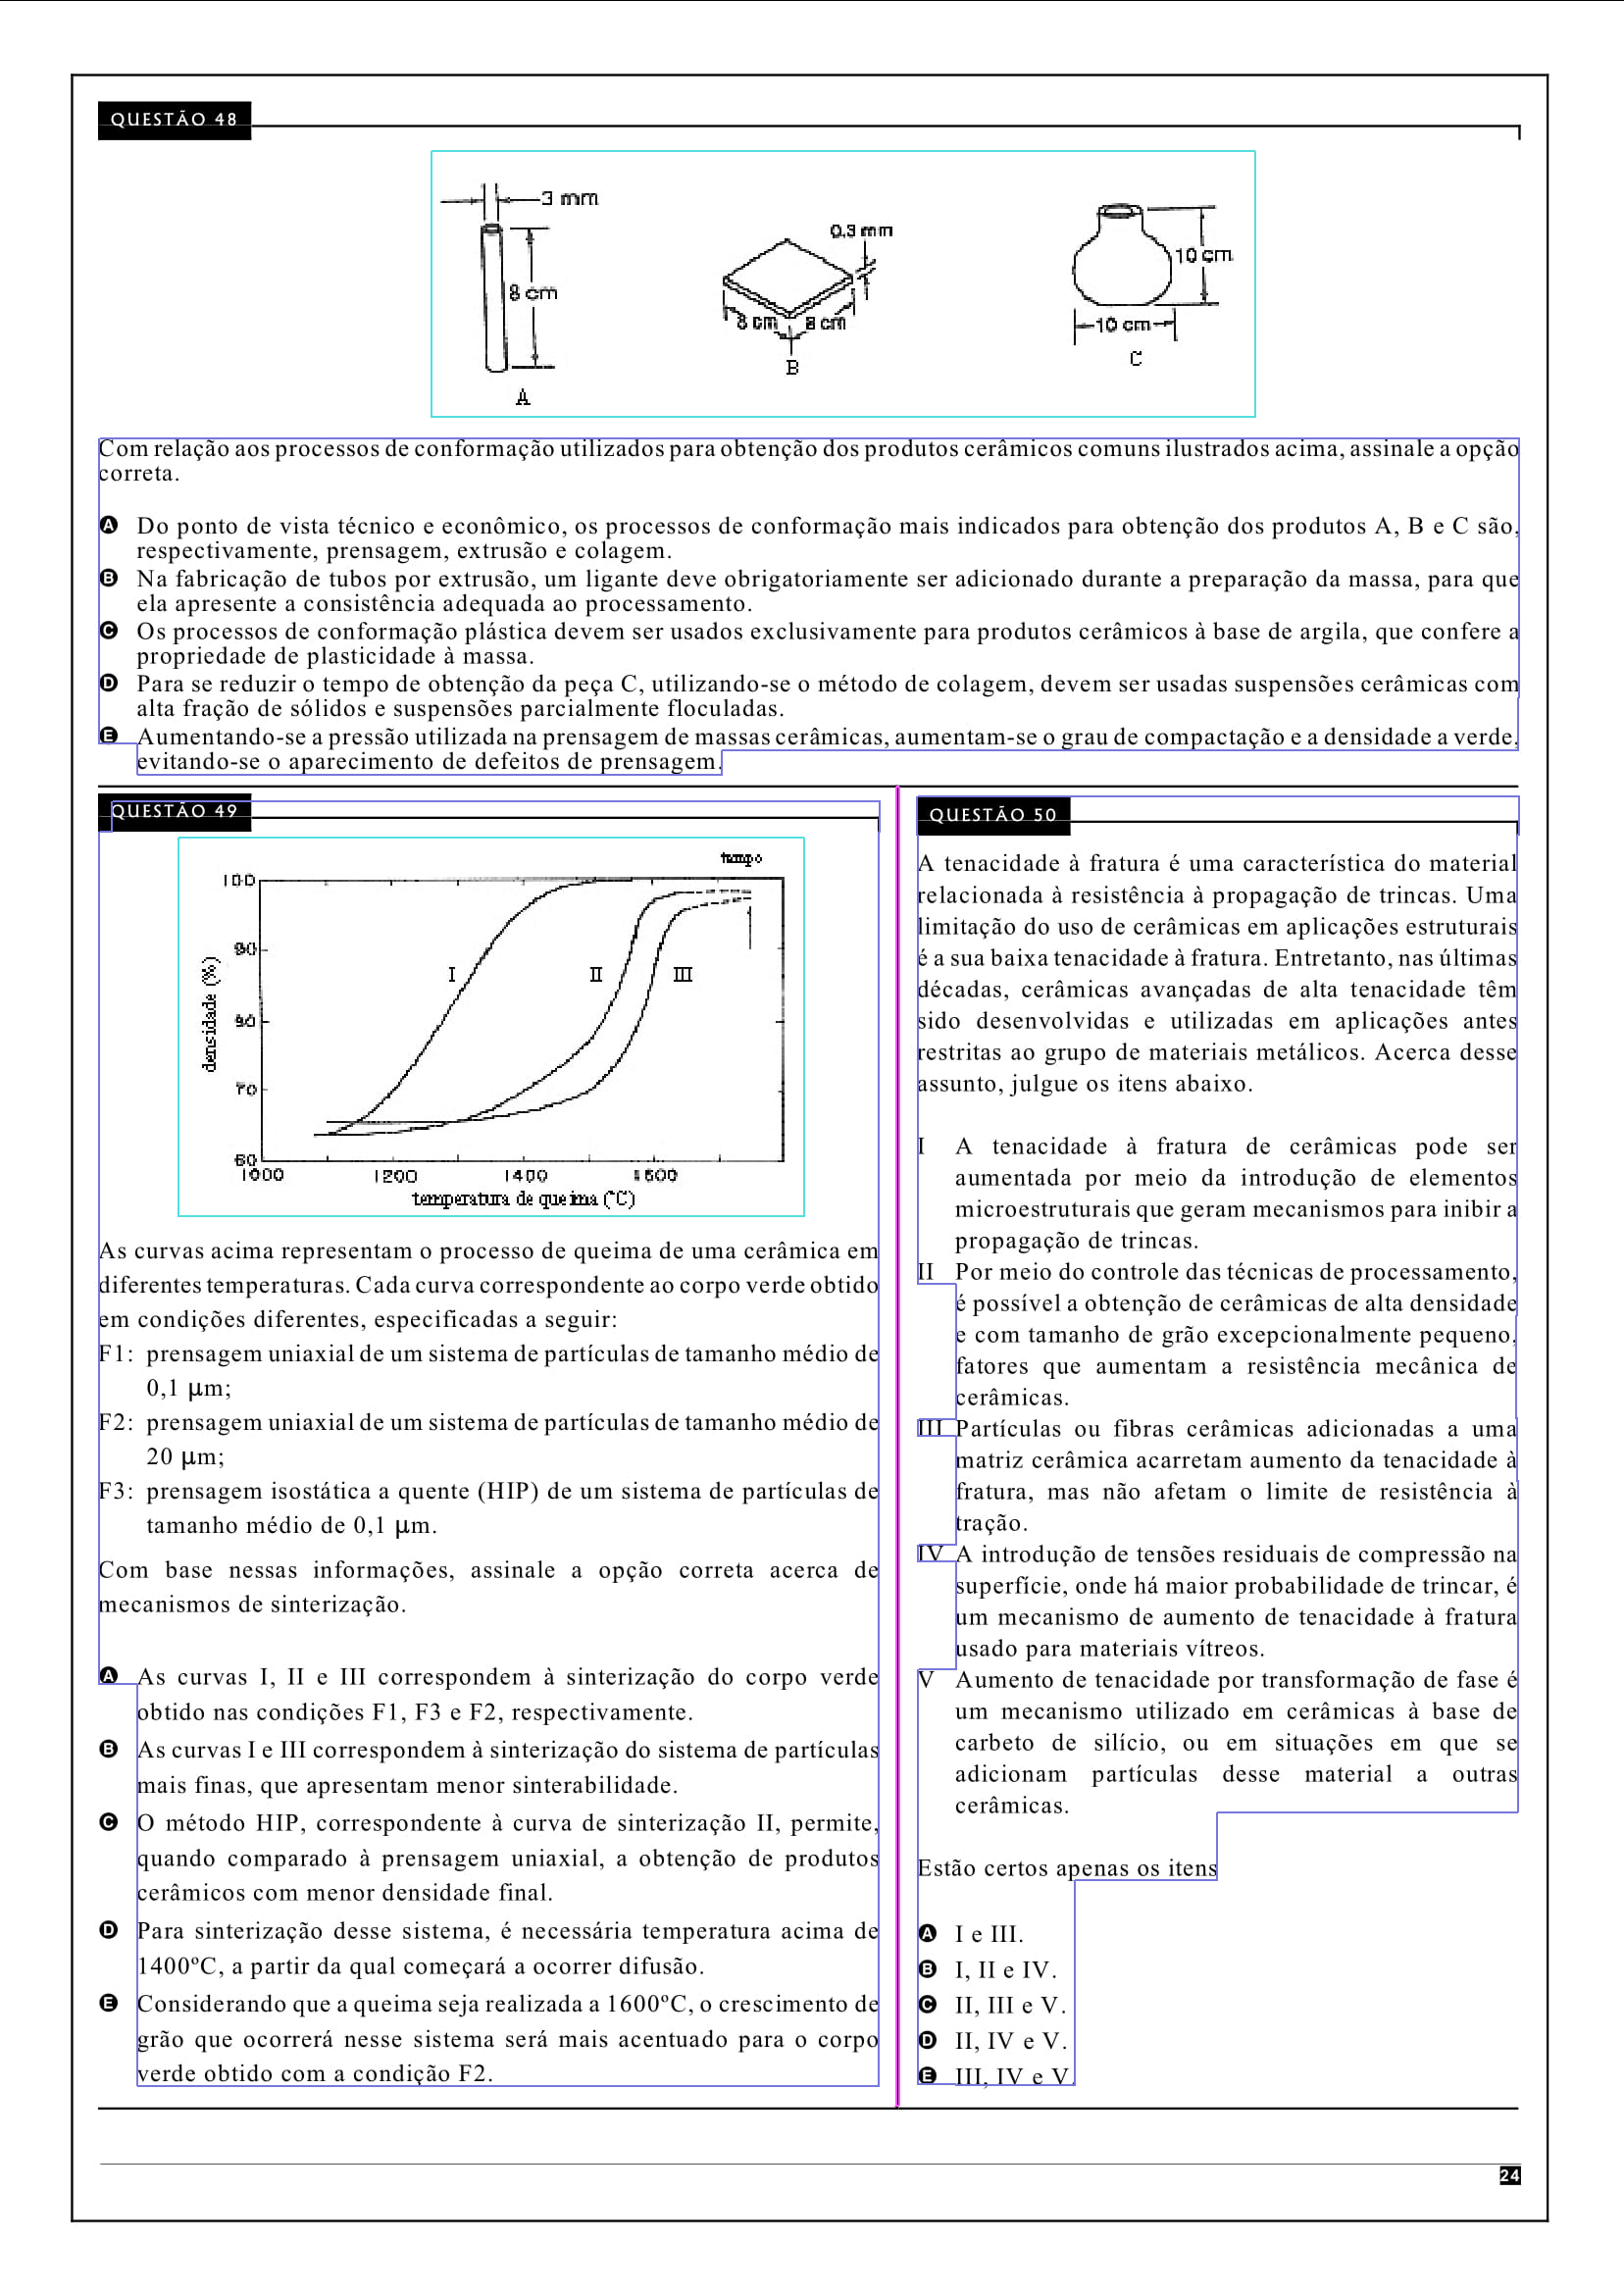 QUESTÃO 48
3 mm
8 cm
A
0.3 mm
8 cm
8 cm
B
10 cm
10 cm
C
Com relação aos processos de conformação utilizados para obtenção dos produtos cerâmicos comuns ilustrados acima, assinale a opção
correta.
A Do ponto de vista técnico e econômico, os processos de conformação mais indicados para obtenção dos produtos A, B e C são,
respectivamente, prensagem, extrusão e colagem.
B Na fabricação de tubos por extrusão, um ligante deve obrigatoriamente ser adicionado durante a preparação da massa, para que
ela apresente a consistência adequada ao processamento.
C Os processos de conformação plástica devem ser usados exclusivamente para produtos cerâmicos à base de argila, que confere a
propriedade de plasticidade à massa.
D Para se reduzir o tempo de obtenção da peça C, utilizando-se o método de colagem, devem ser usadas suspensões cerâmicas com
alta fração de sólidos e suspensões parcialmente floculadas.
E Aumentando-se a pressão utilizada na prensagem de massas cerâmicas, aumentam-se o grau de compactação e a densidade a verde,
evitando-se o aparecimento de defeitos de prensagem.
QUESTÃO 49
tempo
100
90
90
70
60
densidade (%)
I
II
III
1000
1200
1400
1600
temperatura de queima (°C)
As curvas acima representam o processo de queima de uma cerâmica em
diferentes temperaturas. Cada curva correspondente ao corpo verde obtido
em condições diferentes, especificadas a seguir:
F1: prensagem uniaxial de um sistema de partículas de tamanho médio de
0,1 μm;
F2: prensagem uniaxial de um sistema de partículas de tamanho médio de
20 μm;
F3: prensagem isostática a quente (HIP) de um sistema de partículas de
tamanho médio de 0,1 μm.
Com base nessas informações, assinale a opção correta acerca de
mecanismos de sinterização.
A As curvas I, II e III correspondem à sinterização do corpo verde
obtido nas condições F1, F3 e F2, respectivamente.
B As curvas I e III correspondem à sinterização do sistema de partículas
mais finas, que apresentam menor sinterabilidade.
C O método HIP, correspondente à curva de sinterização II, permite,
quando comparado à prensagem uniaxial, a obtenção de produtos
cerâmicos com menor densidade final.
D Para sinterização desse sistema, é necessária temperatura acima de
1400ºC, a partir da qual começará a ocorrer difusão.
E Considerando que a queima seja realizada a 1600ºC, o crescimento de
grão que ocorrerá nesse sistema será mais acentuado para o corpo
verde obtido com a condição F2.
QUESTÃO 50
A tenacidade à fratura é uma característica do material
relacionada à resistência à propagação de trincas. Uma
limitação do uso de cerâmicas em aplicações estruturais
é a sua baixa tenacidade à fratura. Entretanto, nas últimas
décadas, cerâmicas avançadas de alta tenacidade têm
sido desenvolvidas e utilizadas em aplicações antes
restritas ao grupo de materiais metálicos. Acerca desse
assunto, julgue os itens abaixo.
I A tenacidade à fratura de cerâmicas pode ser
aumentada por meio da introdução de elementos
microestruturais que geram mecanismos para inibir a
propagação de trincas.
II Por meio do controle das técnicas de processamento,
é possível a obtenção de cerâmicas de alta densidade
e com tamanho de grão excepcionalmente pequeno,
fatores que aumentam a resistência mecânica de
cerâmicas.
III Partículas ou fibras cerâmicas adicionadas a uma
matriz cerâmica acarretam aumento da tenacidade à
fratura, mas não afetam o limite de resistência à
tração.
IV A introdução de tensões residuais de compressão na
superfície, onde há maior probabilidade de trincar, é
um mecanismo de aumento de tenacidade à fratura
usado para materiais vítreos.
V Aumento de tenacidade por transformação de fase é
um mecanismo utilizado em cerâmicas à base de
carbeto de silício, ou em situações em que se
adicionam partículas desse material a outras
cerâmicas.
Estão certos apenas os itens
A I e III.
B I, II e IV.
C II, III e V.
D II, IV e V.
E III, IV e V.
24